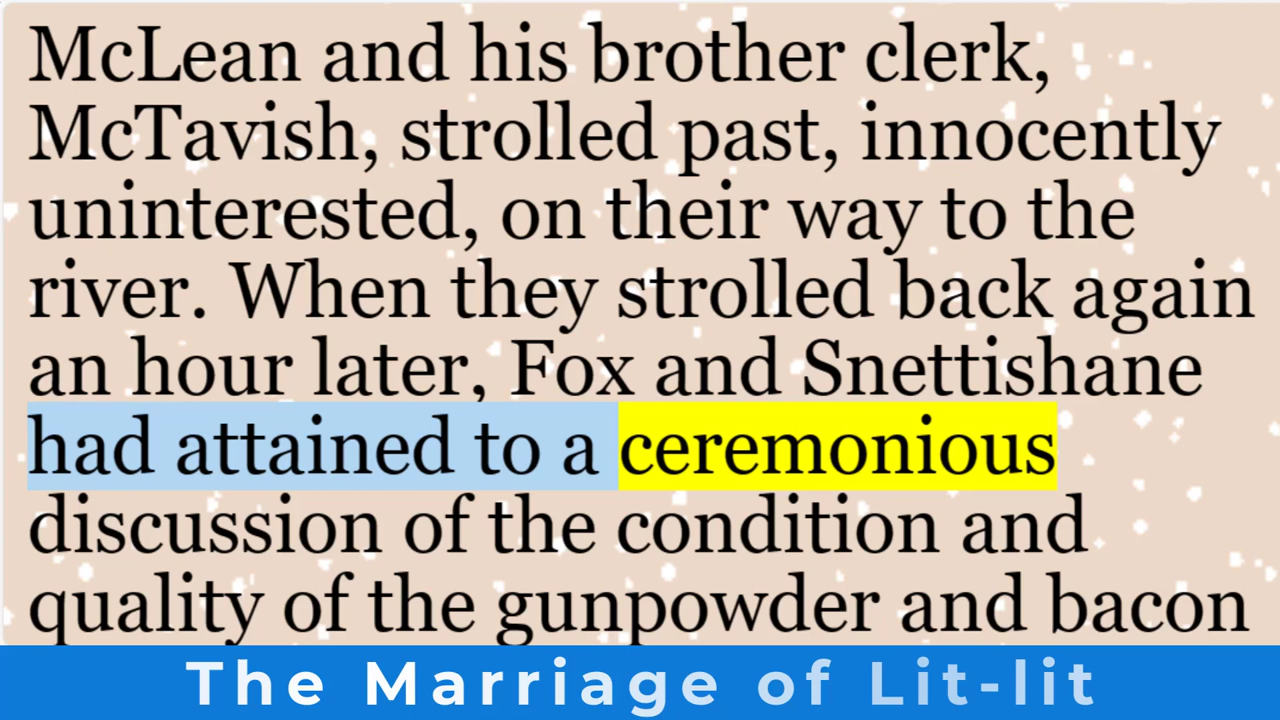 McLean and his brother clerk,
McTavish, strolled past, innocently
uninterested, on their way to the
river. When they strolled back again
an hour later, Fox and Snettishane
had attained to a ceremonious
discussion of the condition and
quality of the gunpowder and bacon
The Marriage of Lit-lit